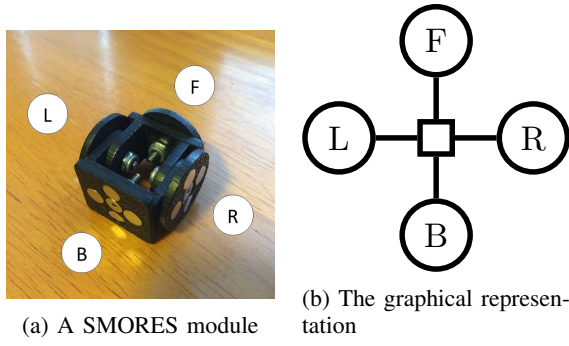 F
L
R
B
(a) A SMORES module
F
L
R
B
(b) The graphical represen-
tation